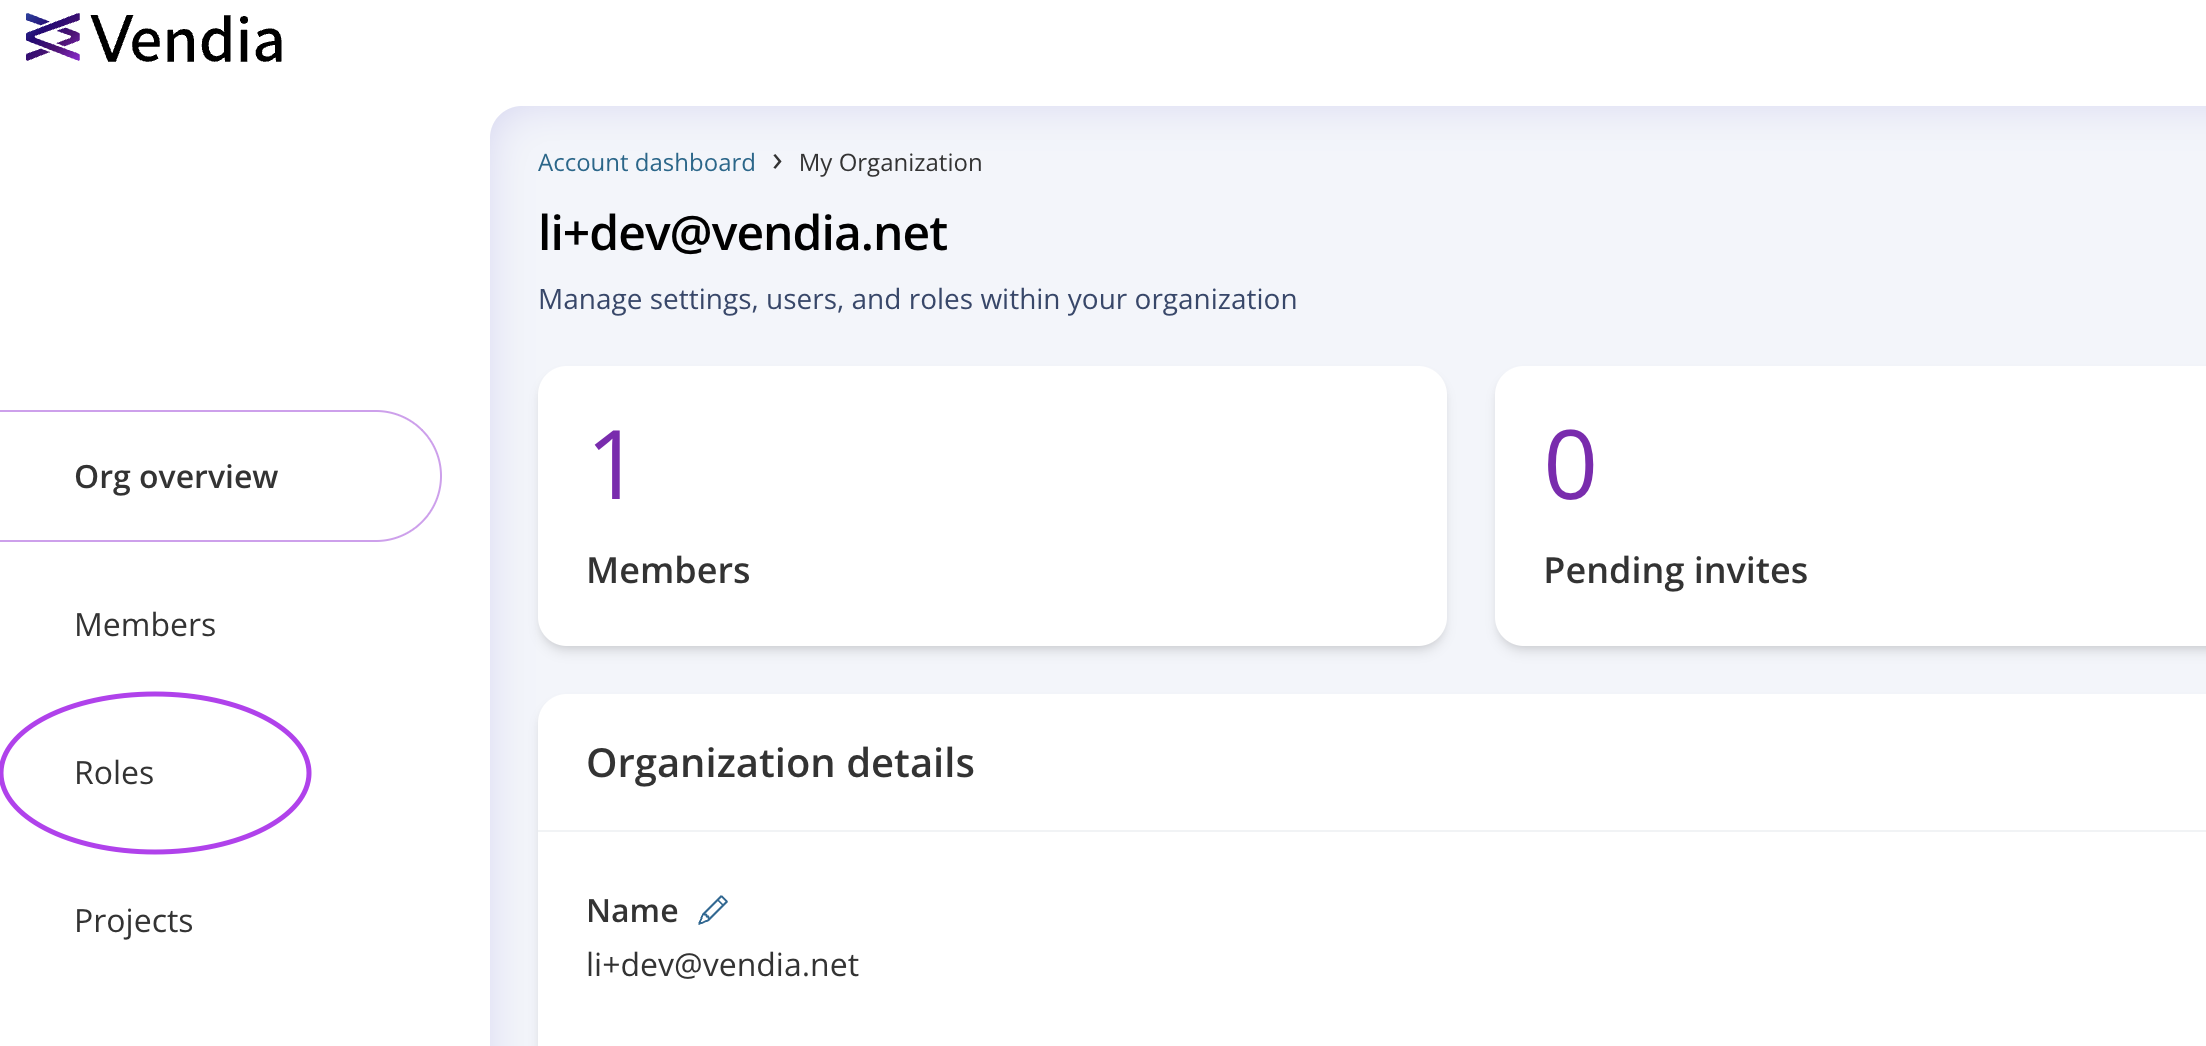 Vendia
Account dashboard › My Organization
li+dev@vendia.net
Manage settings, users, and roles within your organization
Org overview
Members
Roles
Projects
1
Members
0
Pending invites
Organization details
Name
li+dev@vendia.net